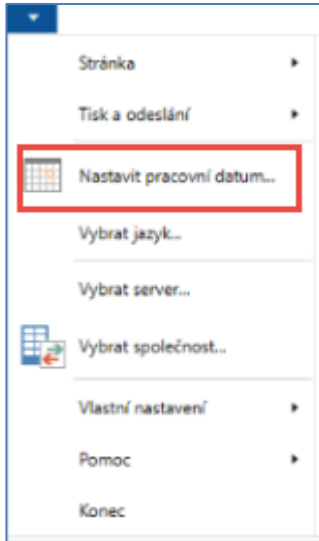 Stránka
Tisk a odeslání
Nastavit pracovní datum...
Vybrat jazyk...
Vybrat server...
Vybrat společnost...
Vlastní nastavení
Pomoc
Konec